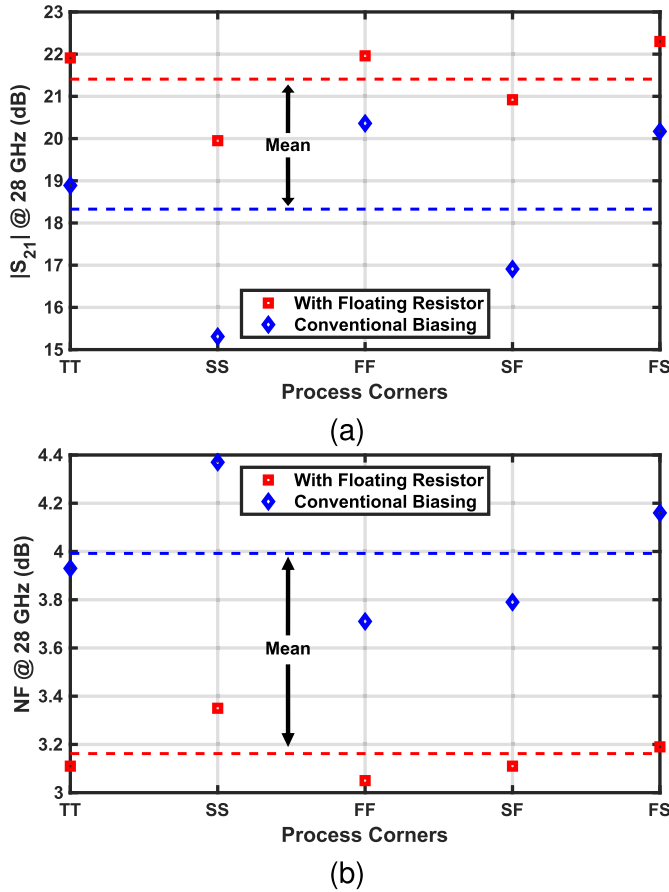 23
22
21
20
19
18
17
16
15
|S21| @ 28 GHz (dB)
Mean
With Floating Resistor
Conventional Biasing
TT SS FF SF FS
Process Corners
(a)
4.4
4.2
4
3.8
3.6
3.4
3.2
3
NF @ 28 GHz (dB)
With Floating Resistor
Conventional Biasing
Mean
TT SS FF SF FS
Process Corners
(b)